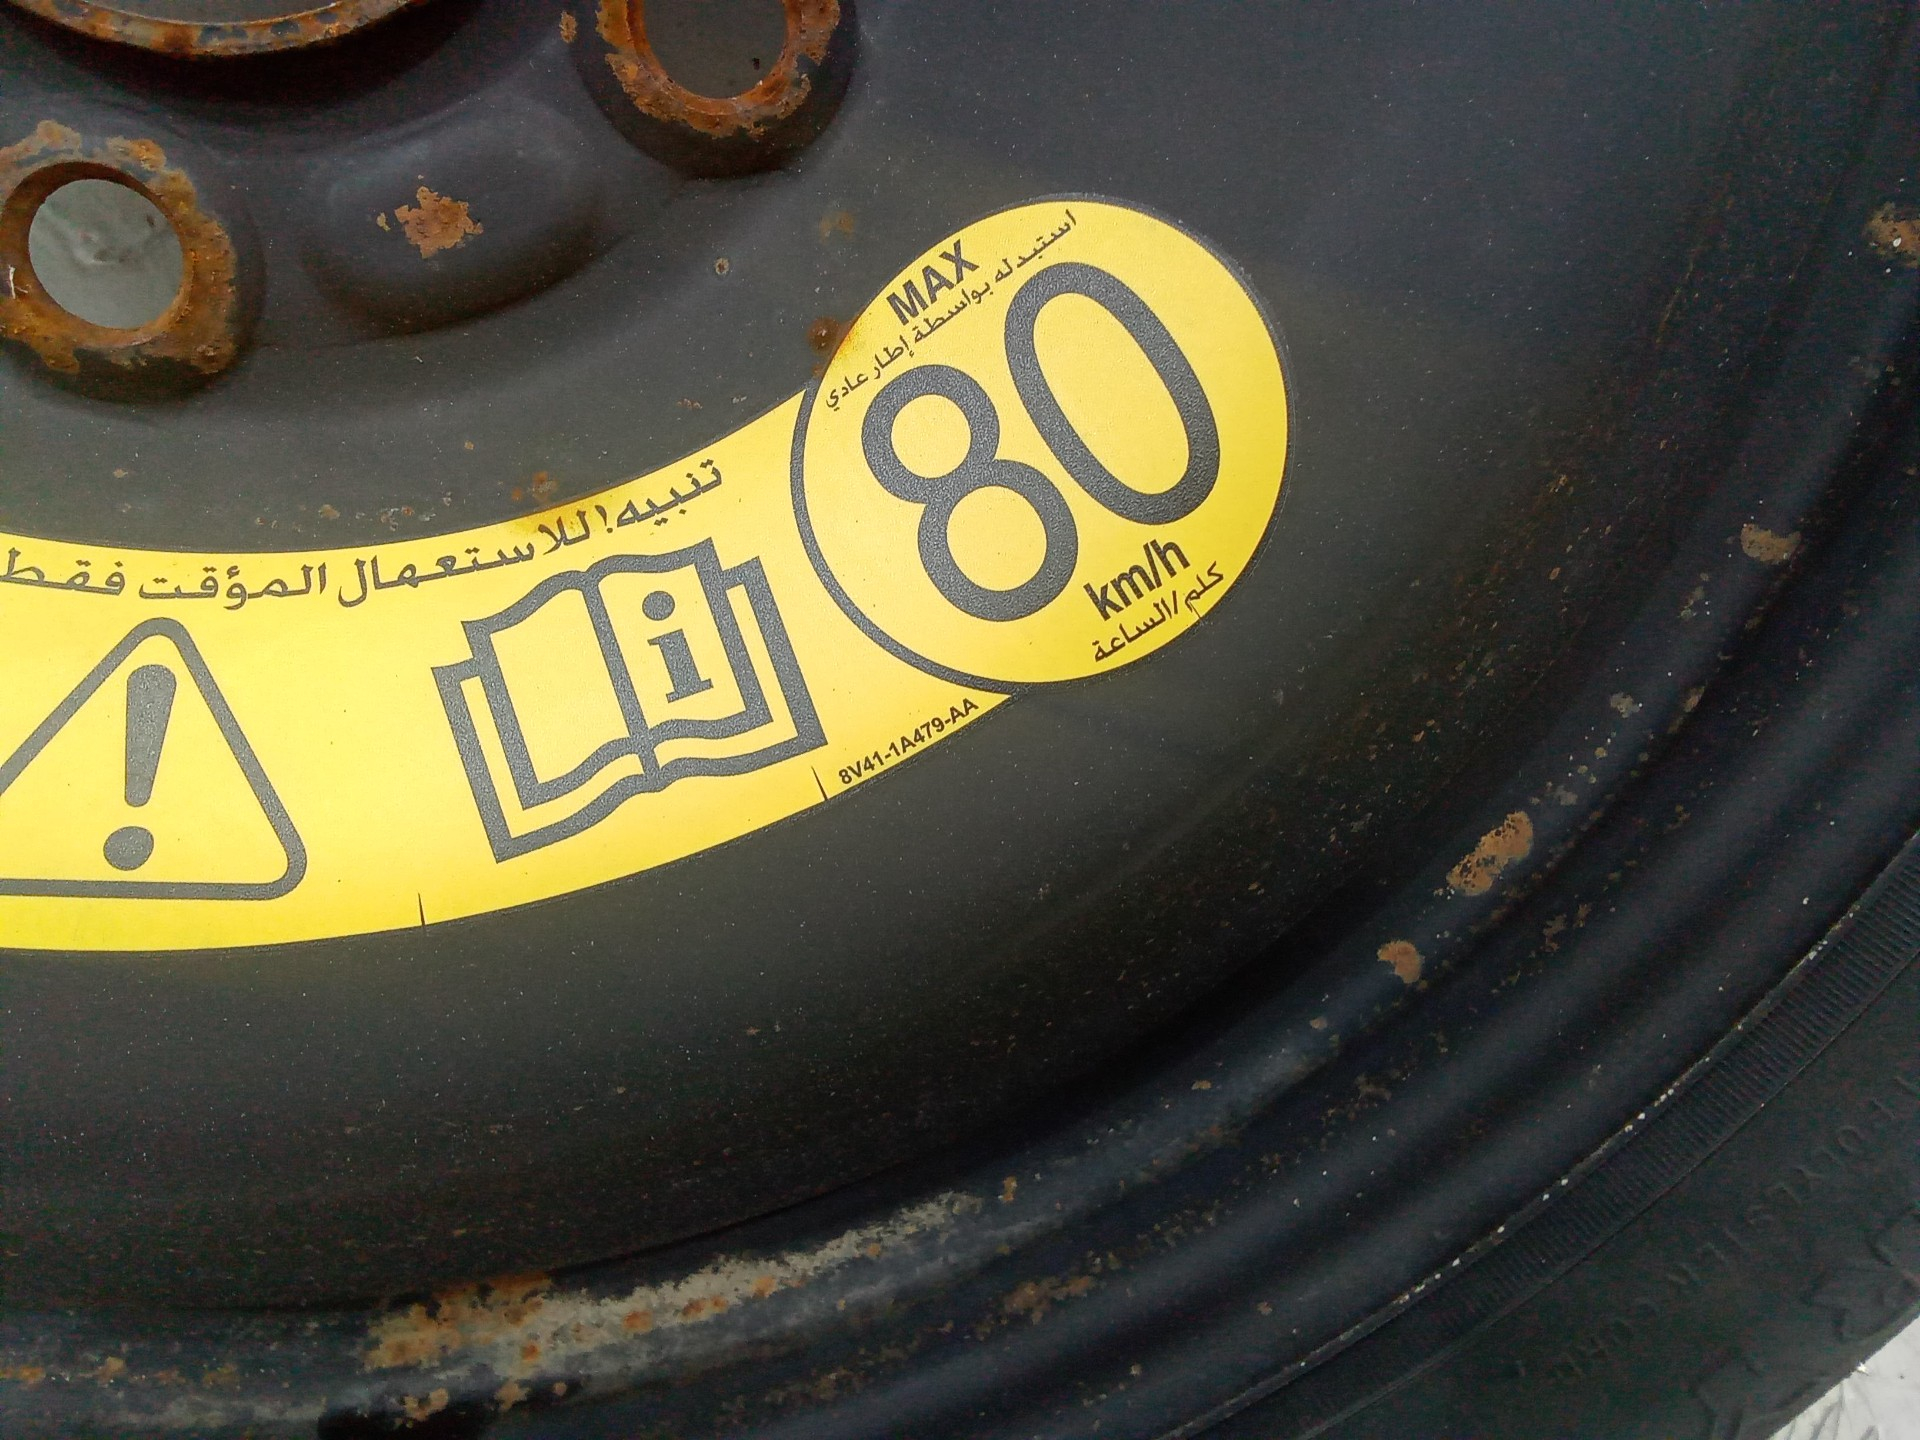 MAX
استبدله بواسطة إطار عادي
80
km/h
كلم/الساعة
تنبيه! للاستعمال المؤقت فقط
8V41-1A479-AA